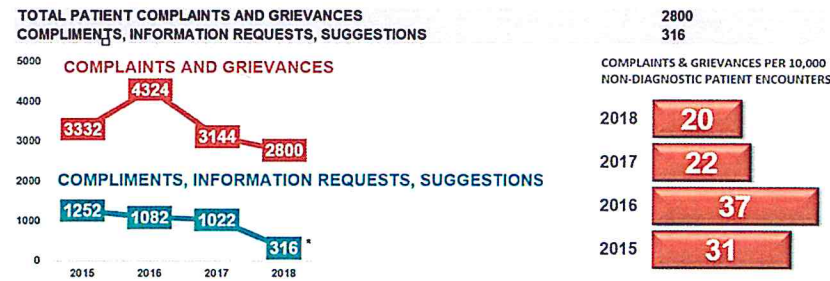 TOTAL PATIENT COMPLAINTS AND GRIEVANCES 2800
COMPLIMENTS, INFORMATION REQUESTS, SUGGESTIONS 316
COMPLAINTS AND GRIEVANCES
5000
4000
3000
2000
1000
0
3332
4324
3144
2800
COMPLIMENTS, INFORMATION REQUESTS, SUGGESTIONS
1252
1082
1022
316 *
2015 2016 2017 2018
COMPLAINTS & GRIEVANCES PER 10,000
NON-DIAGNOSTIC PATIENT ENCOUNTERS
2018 20
2017 22
2016 37
2015 31